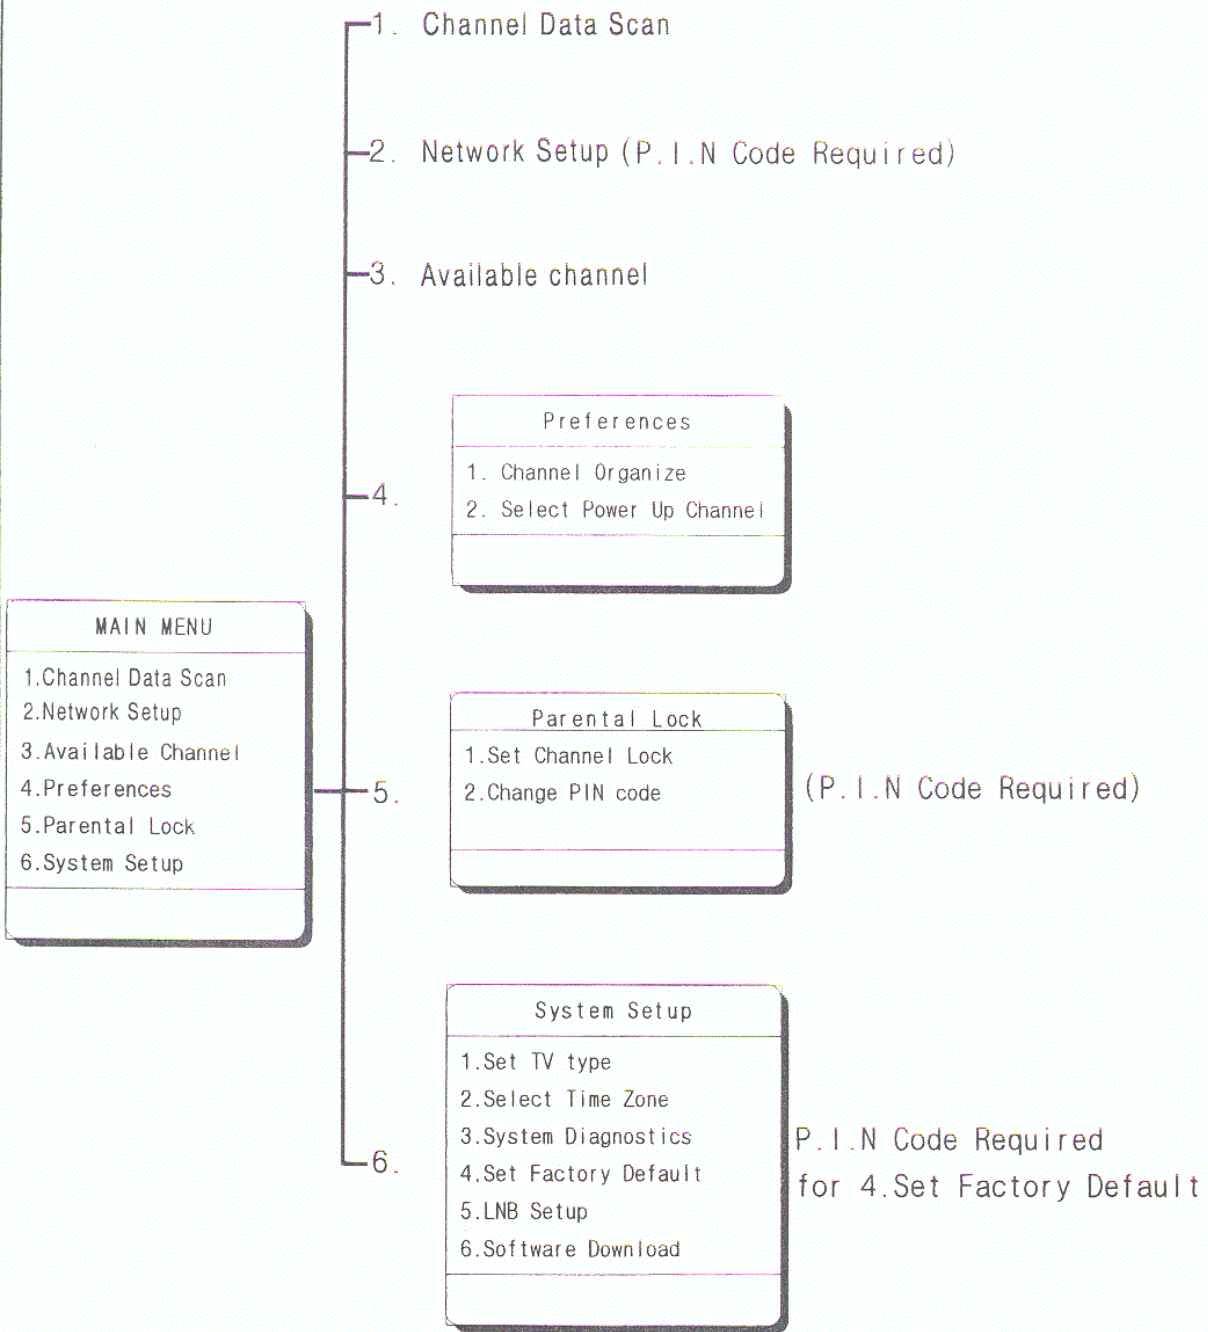 1. Channel Data Scan
2. Network Setup (P.I.N Code Required)
3. Available channel
4.
Preferences
1. Channel Organize
2. Select Power Up Channel
MAIN MENU
1.Channel Data Scan
2.Network Setup
3.Available Channel
4.Preferences
5.Parental Lock
6.System Setup
5.
Parental Lock
1.Set Channel Lock
2.Change PIN code
(P.I.N Code Required)
6.
System Setup
1.Set TV type
2.Select Time Zone
3.System Diagnostics
4.Set Factory Default
5.LNB Setup
6.Software Download
P.I.N Code Required
for 4.Set Factory Default